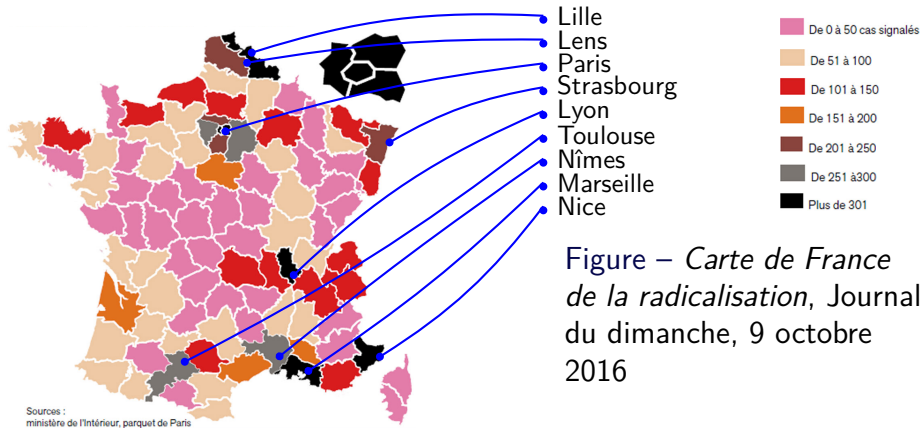 Lille
Lens
Paris
Strasbourg
Lyon
Toulouse
Nîmes
Marseille
Nice
De 0 à 50 cas signalés
De 51 à 100
De 101 à 150
De 151 à 200
De 201 à 250
De 251 à300
Plus de 301
Figure – Carte de France
de la radicalisation, Journal
du dimanche, 9 octobre
2016
Sources :
ministère de l'Intérieur, parquet de Paris